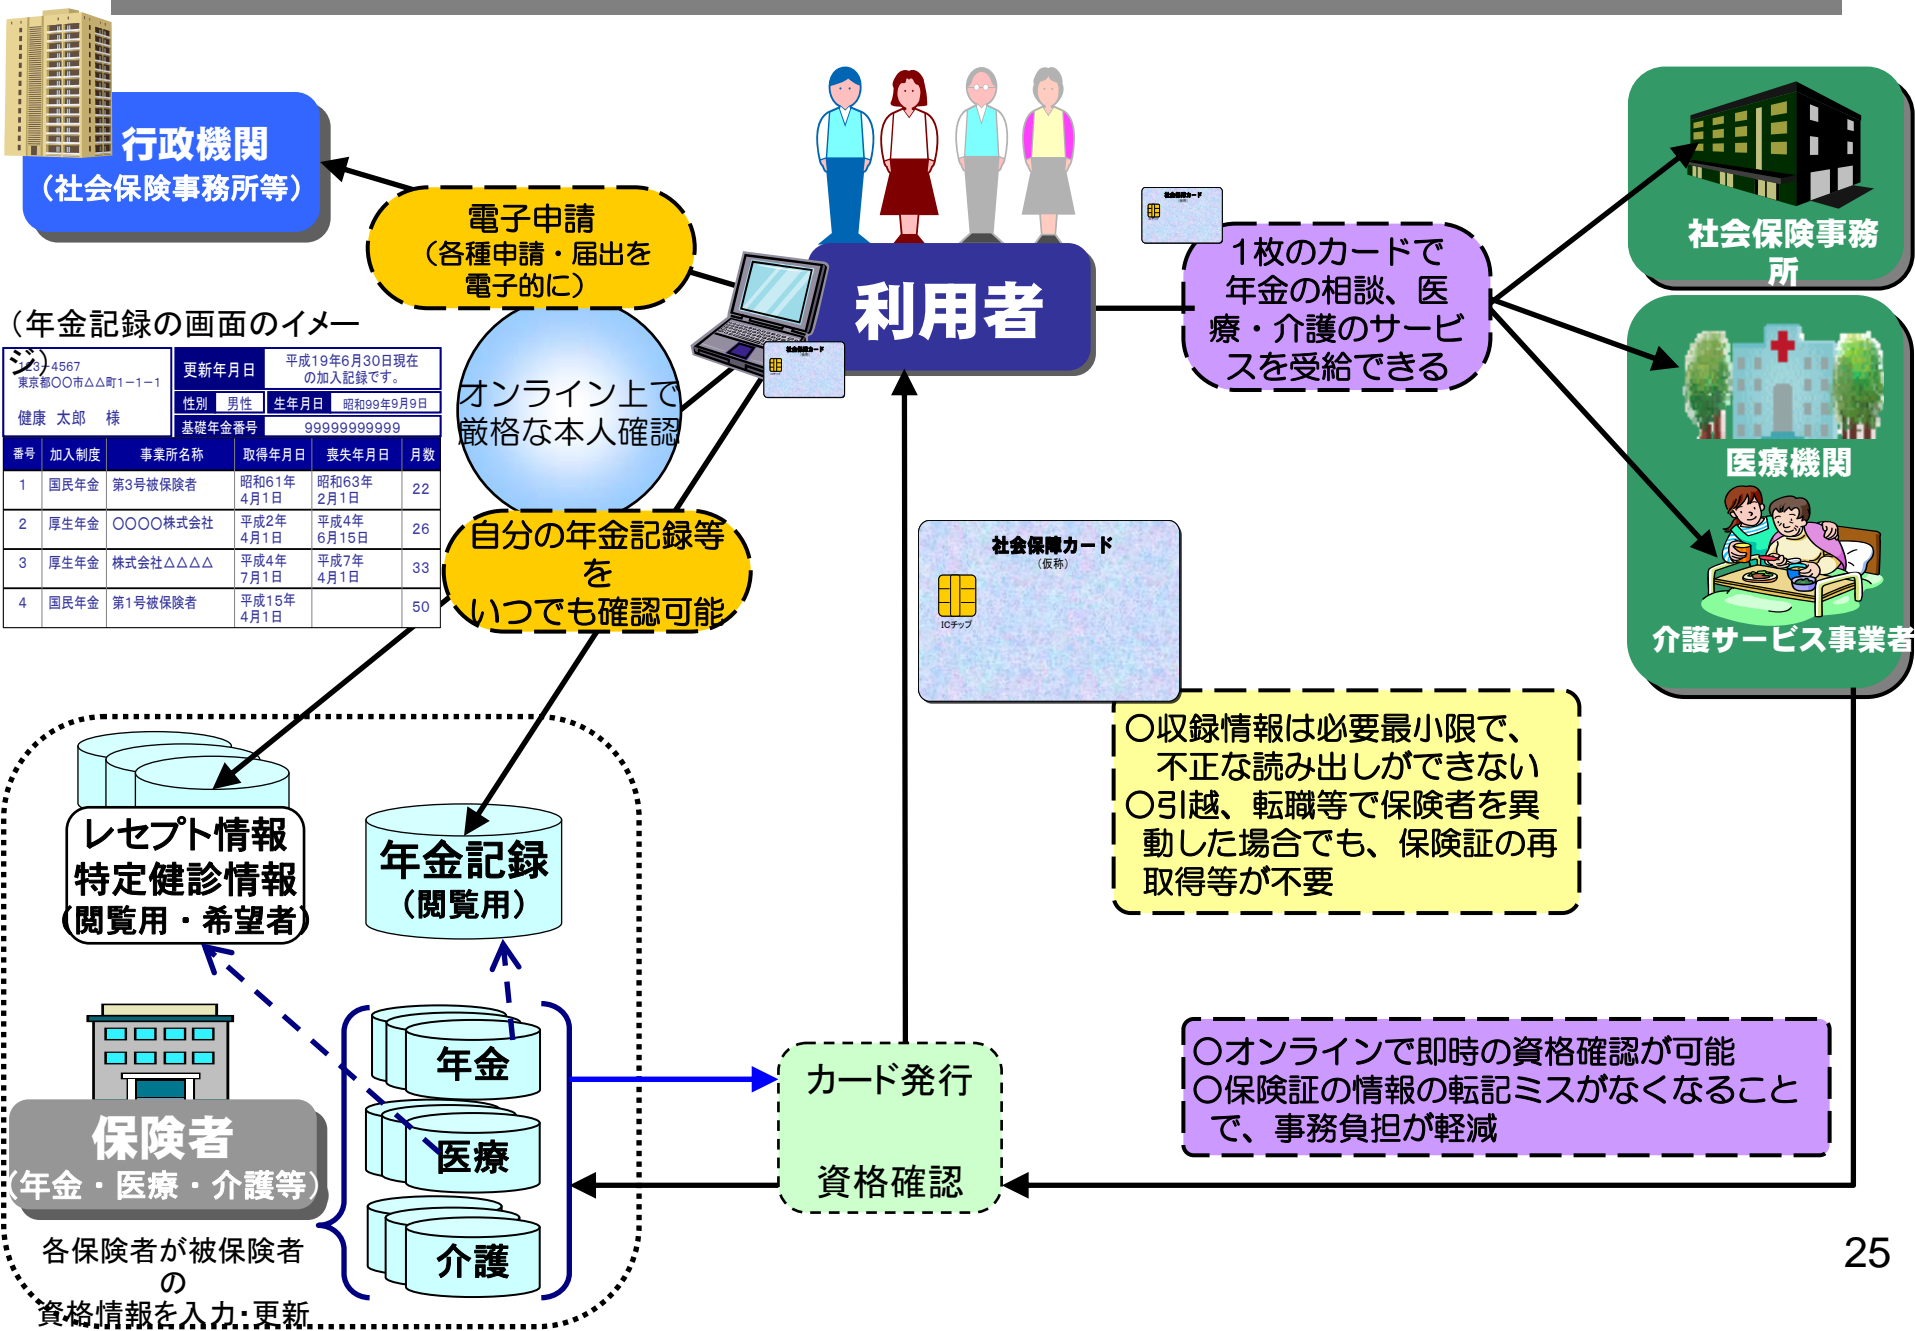 行政機関
（社会保険事務所等）
電子申請
（各種申請・届出を
電子的に）
利用者
社会保障カード
（仮称）
社会保障カード
（仮称）
1枚のカードで
年金の相談、医
療・介護のサービ
スを受給できる
社会保険事務
所
医療機関
介護サービス事業者
（年金記録の画面のイメー
ジ）
123-4567
東京都〇〇市△△町1－1－1
健康 太郎 様
更新年月日 平成19年6月30日現在
の加入記録です。
性別 男性 生年月日 昭和99年9月9日
基礎年金番号 99999999999
番号 加入制度 事業所名称 取得年月日 喪失年月日 月数
1 国民年金 第3号被保険者 昭和61年 昭和63年 22
4月1日 2月1日
2 厚生年金 〇〇〇〇株式会社 平成2年 平成4年 26
4月1日 6月15日
3 厚生年金 株式会社△△△△ 平成4年 平成7年 33
7月1日 4月1日
4 国民年金 第1号被保険者 平成15年 50
4月1日
オンライン上で
厳格な本人確認
自分の年金記録等
を
いつでも確認可能
社会保障カード
（仮称）
ICチップ
〇収録情報は必要最小限で、
不正な読み出しができない
〇引越、転職等で保険者を異
動した場合でも、保険証の再
取得等が不要
レセプト情報
特定健診情報
（閲覧用・希望者）
年金記録
（閲覧用）
保険者
（年金・医療・介護等）
各保険者が被保険者
の
資格情報を入力・更新
年金
医療
介護
カード発行
資格確認
〇オンラインで即時の資格確認が可能
〇保険証の情報の転記ミスがなくなること
で、事務負担が軽減
25